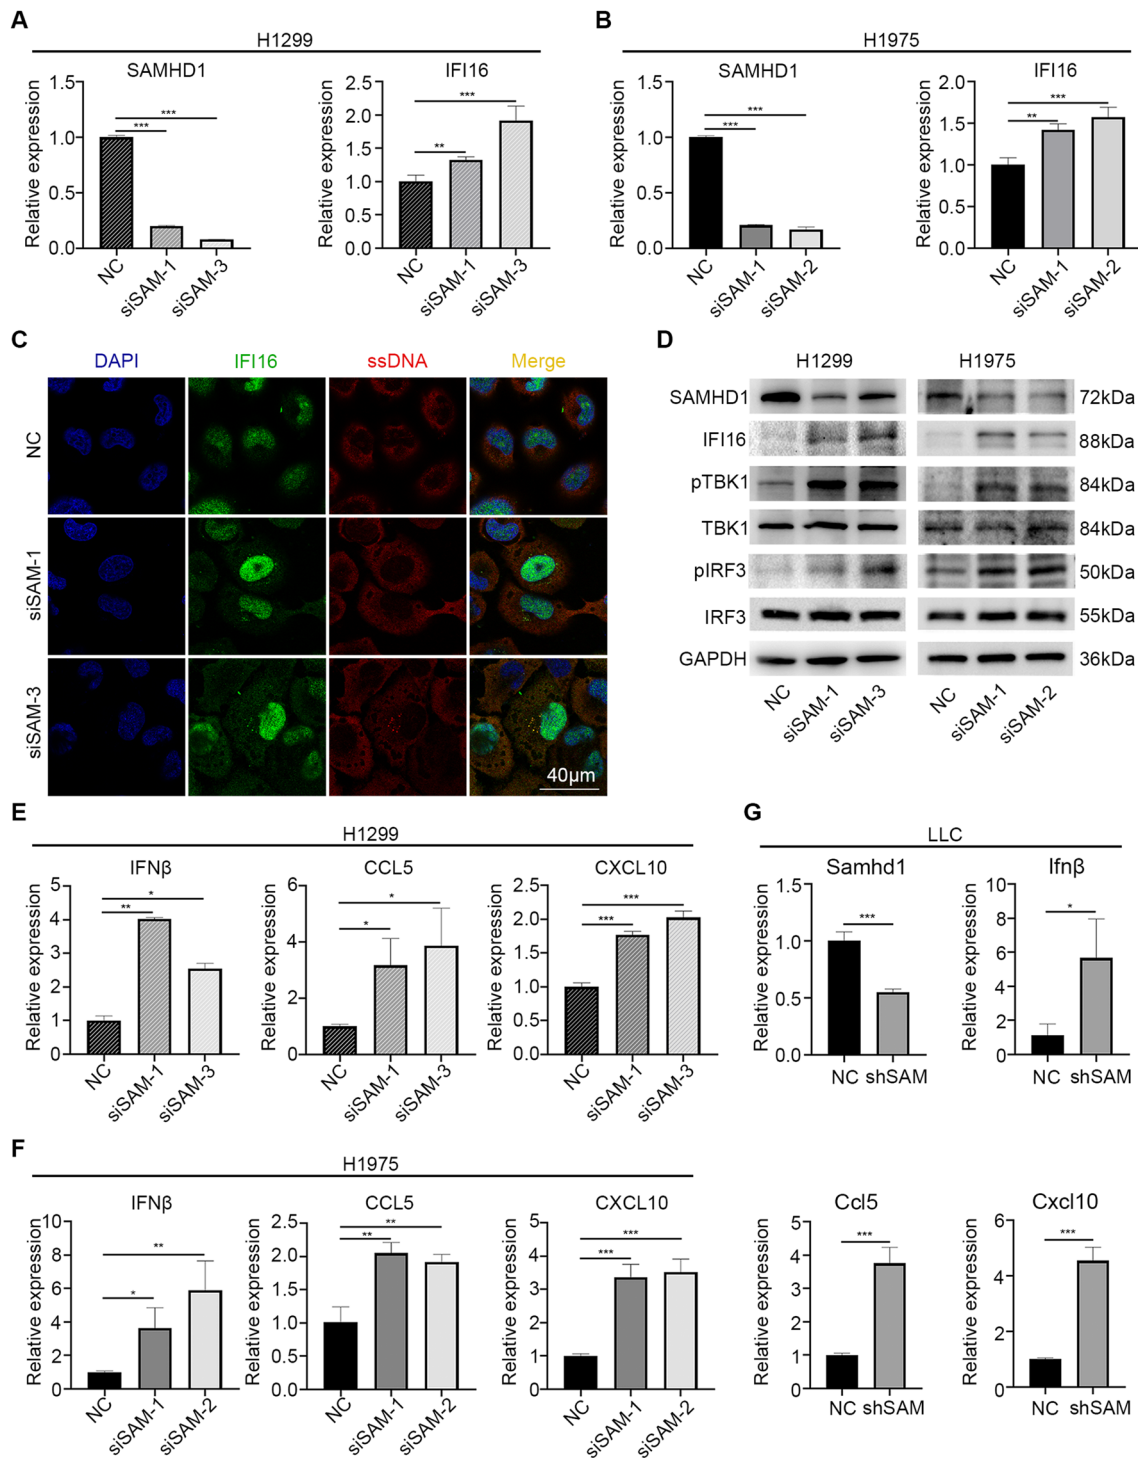 A
H1299
SAMHD1
Relative expression
1.5
1.0
0.5
0.0
***
***
NC
siSAM-1
siSAM-3
IFI16
Relative expression
2.5
2.0
1.5
1.0
0.5
0.0
***
**
NC
siSAM-1
siSAM-3
B
H1975
SAMHD1
Relative expression
1.5
1.0
0.5
0.0
***
***
NC
siSAM-1
siSAM-2
IFI16
Relative expression
2.0
1.5
1.0
0.5
0.0
***
**
NC
siSAM-1
siSAM-2
C
DAPI IFI16 ssDNA Merge
NC
siSAM-1
siSAM-3
40μm
D
H1299 H1975
SAMHD1 72kDa
IFI16 88kDa
pTBK1 84kDa
TBK1 84kDa
pIRF3 50kDa
IRF3 55kDa
GAPDH 36kDa
NC siSAM-1 siSAM-3 NC siSAM-1 siSAM-2
E
H1299
IFNβ
Relative expression
5
4
3
2
1
0
*
**
NC
siSAM-1
siSAM-3
CCL5
Relative expression
6
4
2
0
*
*
NC
siSAM-1
siSAM-3
CXCL10
Relative expression
2.5
2.0
1.5
1.0
0.5
0.0
***
***
NC
siSAM-1
siSAM-3
G
LLC
Samhd1
Relative expression
1.5
1.0
0.5
0.0
***
NC shSAM
Ifnβ
Relative expression
10
8
6
4
2
0
*
NC shSAM
F
H1975
IFNβ
Relative expression
10
8
6
4
2
0
**
*
NC
siSAM-1
siSAM-2
CCL5
Relative expression
2.5
2.0
1.5
1.0
0.5
0.0
**
**
NC
siSAM-1
siSAM-2
CXCL10
Relative expression
5
4
3
2
1
0
***
***
NC
siSAM-1
siSAM-2
Ccl5
Relative expression
5
4
3
2
1
0
***
NC shSAM
Cxcl10
Relative expression
6
4
2
0
***
NC shSAM